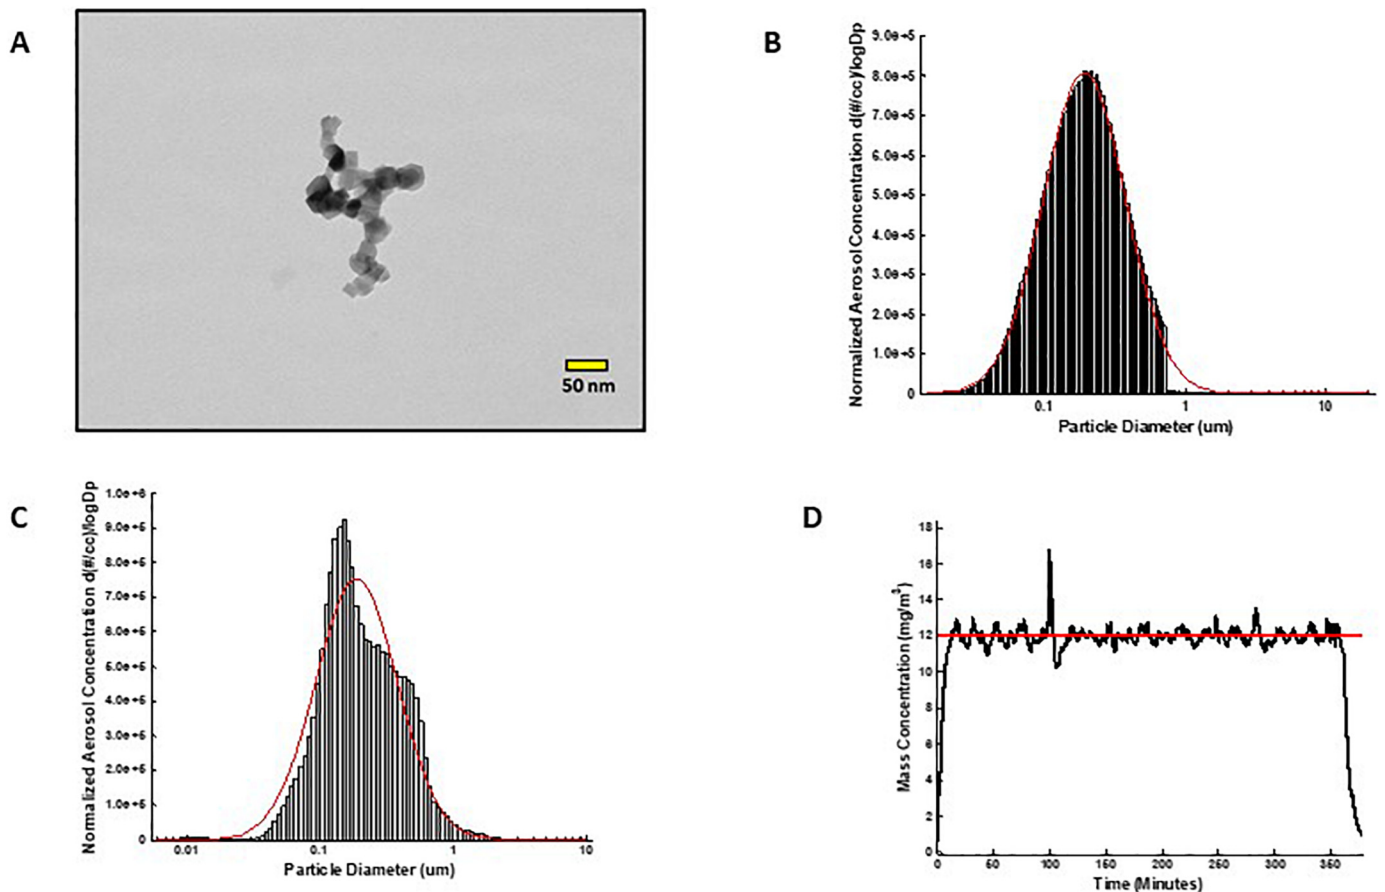 A
50 nm
B
Normalized Aerosol Concentration d(#/cc)/logDp
9.0e+5
8.0e+5
7.0e+5
6.0e+5
5.0e+5
4.0e+5
3.0e+5
2.0e+5
1.0e+5
0
0.1
1
10
Particle Diameter (um)
C
Normalized Aerosol Concentration d(#/cc)/logDp
1.0e+6
9.0e+5
8.0e+5
7.0e+5
6.0e+5
5.0e+5
4.0e+5
3.0e+5
2.0e+5
1.0e+5
0
0.01
0.1
1
10
Particle Diameter (um)
D
Mass Concentration (mg/m³)
18
16
14
12
10
8
6
4
2
0
0
50
100
150
200
250
300
350
Time (Minutes)